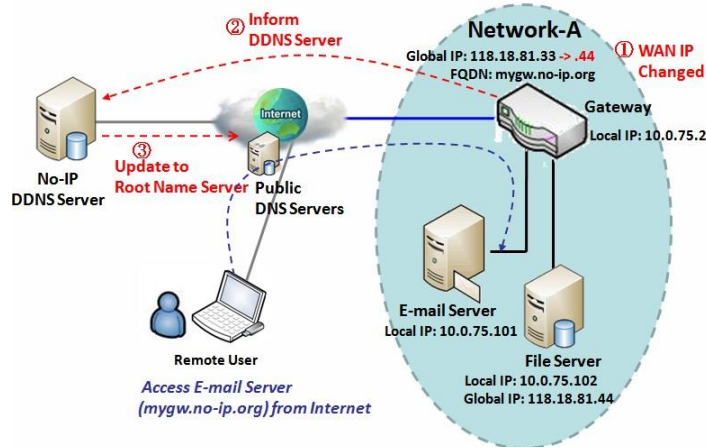 ② Inform
DDNS Server
Network-A
Global IP: 118.18.81.33 -> .44
FQDN: mygw.no-ip.org
① WAN IP
Changed
Internet
Gateway
Local IP: 10.0.75.2
③
Update to
Root Name Server
No-IP
DDNS Server
Public
DNS Servers
E-mail Server
Local IP: 10.0.75.101
Remote User
File Server
Local IP: 10.0.75.102
Global IP: 118.18.81.44
Access E-mail Server
(mygw.no-ip.org) from Internet